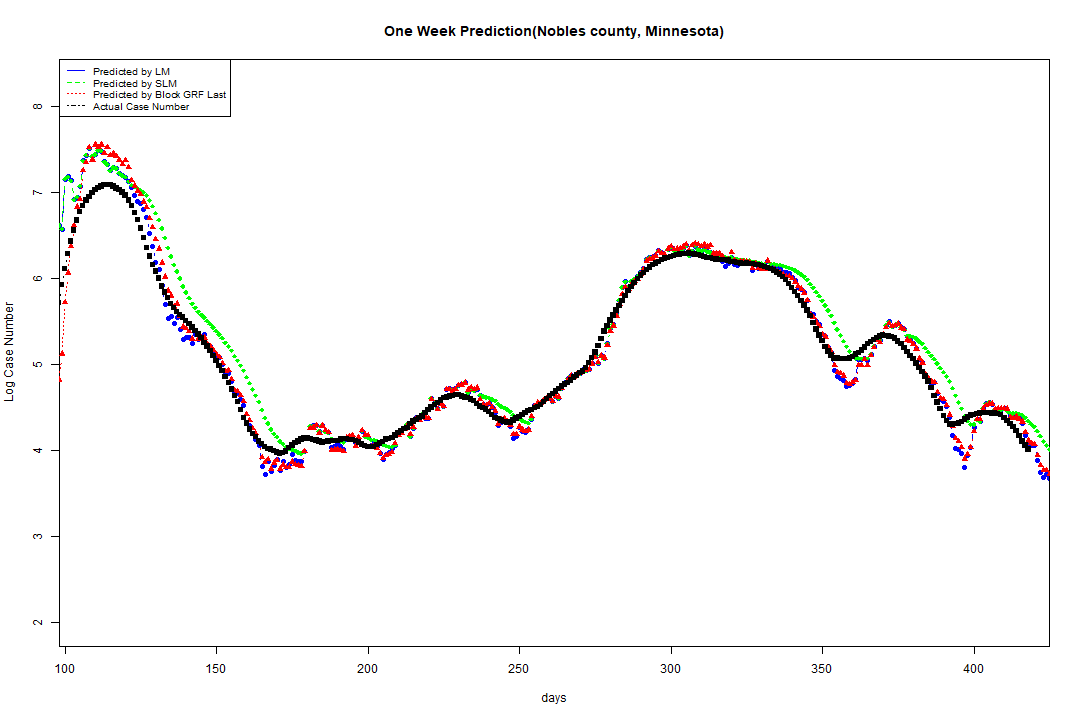 One Week Prediction(Nobles county, Minnesota)
Predicted by LM
Predicted by SLM
Predicted by Block GRF Last
Actual Case Number
8
7
6
5
4
3
2
Log Case Number
100 150 200 250 300 350 400
days